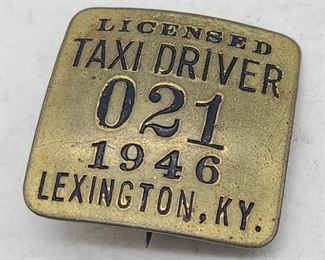 LICENSED
TAXI DRIVER
021
1946
LEXINGTON, KY.